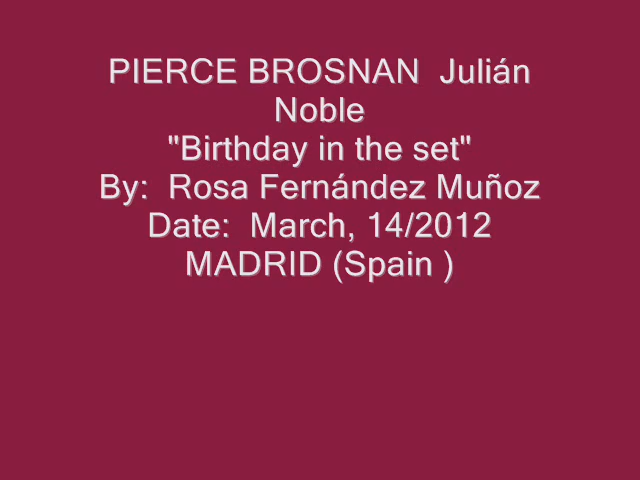 PIERCE BROSNAN  Julián
Noble
"Birthday in the set"
By:  Rosa Fernández Muñoz
Date:  March, 14/2012
MADRID (Spain )